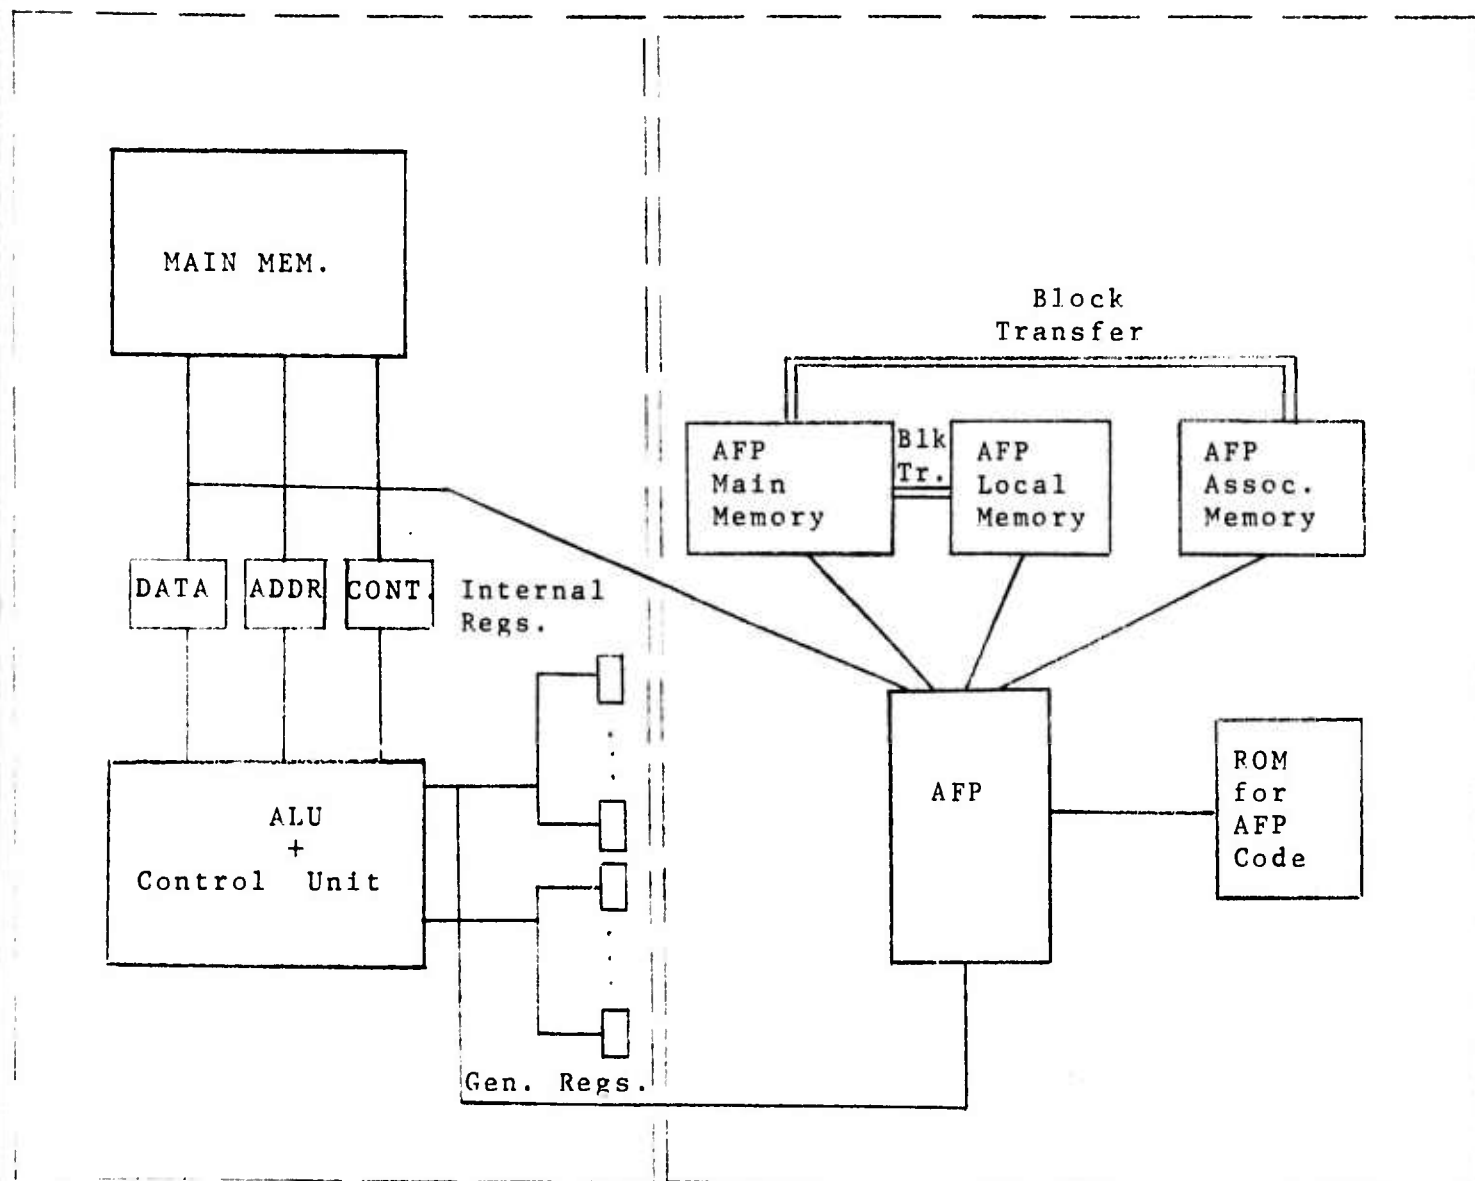 MAIN MEM.
DATA
ADDR
CONT.
Internal
Regs.
ALU
+
Control Unit
Gen. Regs.
Block
Transfer
AFP
Main
Memory
Blk
Tr.
AFP
Local
Memory
AFP
Assoc.
Memory
AFP
ROM
for
AFP
Code